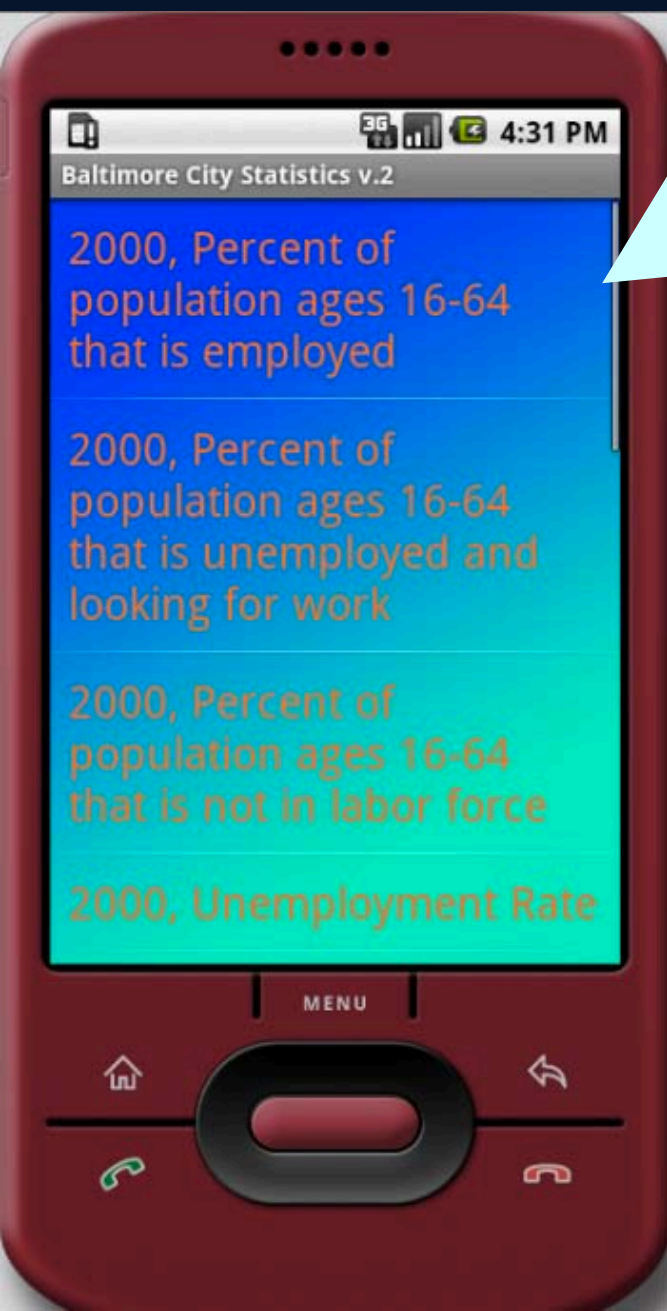 3G 4:31 PM
Baltimore City Statistics v.2
2000, Percent of
population ages 16-64
that is employed
2000, Percent of
population ages 16-64
that is unemployed and
looking for work
2000, Percent of
population ages 16-64
that is not in labor force
2000, Unemployment Rate
MENU